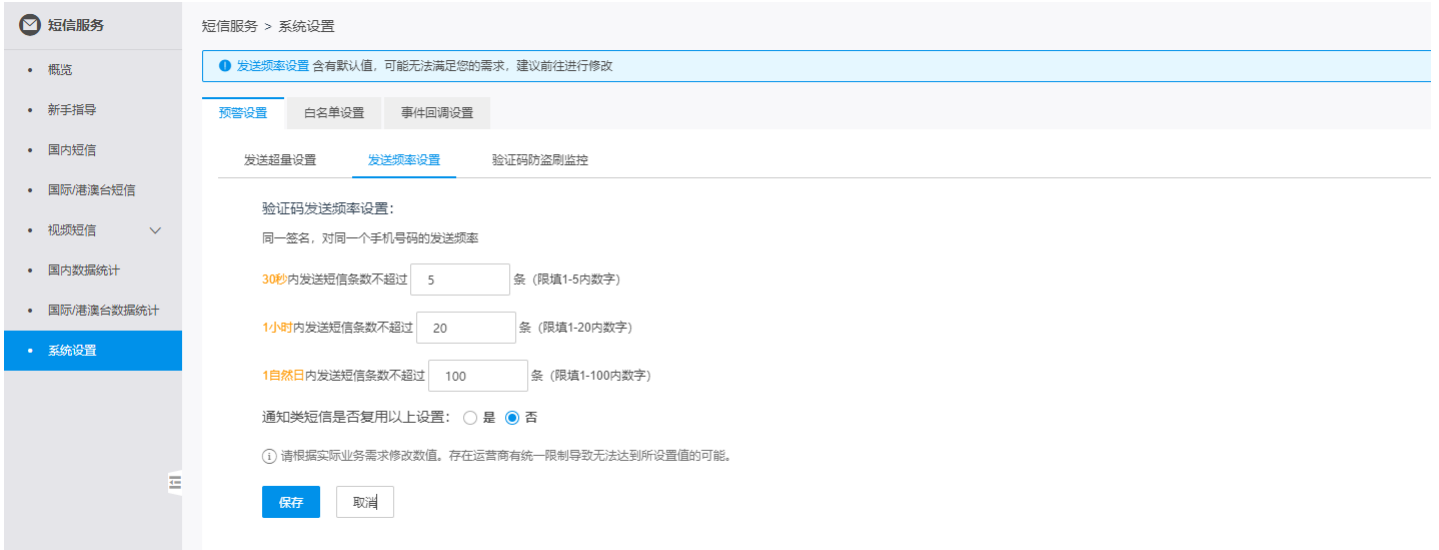 短信服务
概览
新手指导
国内短信
国际/港澳台短信
视频短信
国内数据统计
国际/港澳台数据统计
系统设置
短信服务 > 系统设置
发送频率设置 含有默认值，可能无法满足您的需求，建议前往进行修改
预警设置 白名单设置 事件回调设置
发送超量设置 发送频率设置 验证码防盗刷监控
验证码发送频率设置：
同一签名，对同一个手机号码的发送频率
30秒内发送短信条数不超过 5 条（限填1-5内数字）
1小时内发送短信条数不超过 20 条（限填1-20内数字）
1自然日内发送短信条数不超过 100 条（限填1-100内数字）
通知类短信是否复用以上设置： 是 否
请根据实际业务需求修改数值。存在运营商有统一限制导致无法达到所设置值的可能。
保存 取消